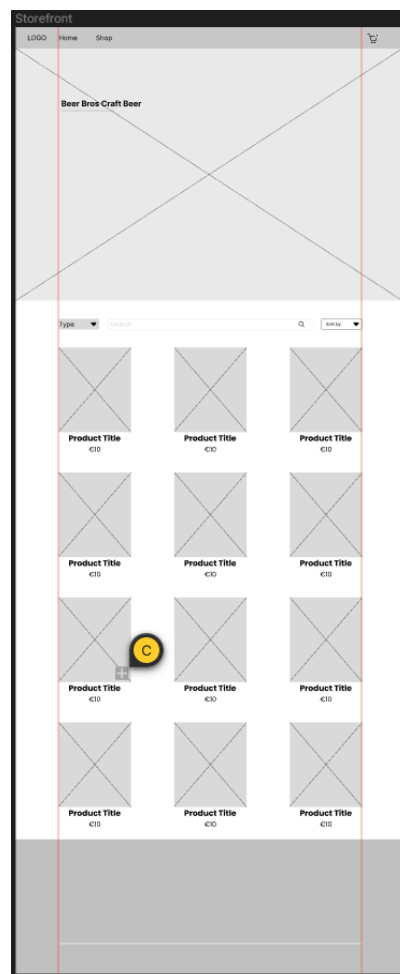 Storefront
LOGO Home Shop
Beer Bros Craft Beer
Type Search Sort by
Product Title Product Title Product Title
€10 €10 €10
Product Title Product Title Product Title
€10 €10 €10
C
Product Title Product Title Product Title
€10 €10 €10
Product Title Product Title Product Title
€10 €10 €10